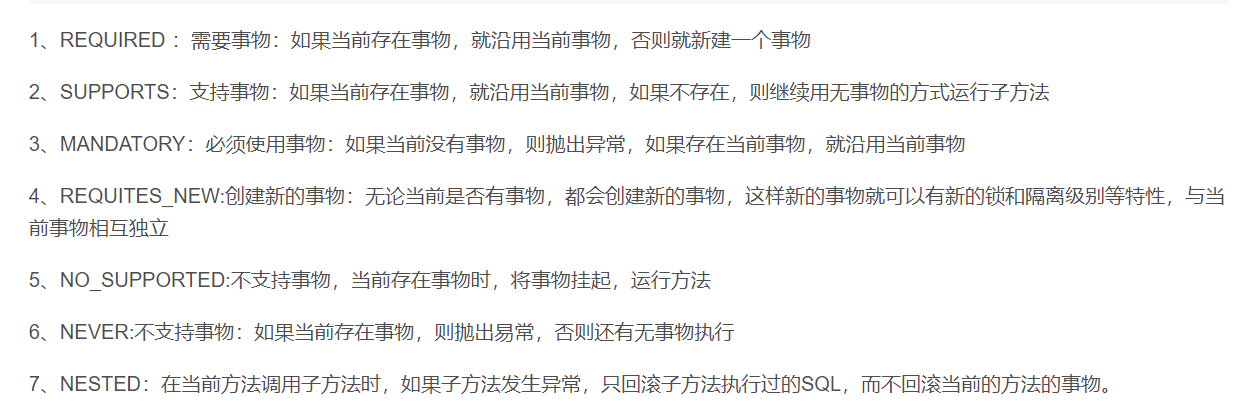 1、REQUIRED ：需要事物：如果当前存在事物，就沿用当前事物，否则就新建一个事物
2、SUPPORTS：支持事物：如果当前存在事物，就沿用当前事物，如果不存在，则继续用无事物的方式运行子方法
3、MANDATORY：必须使用事物：如果当前没有事物，则抛出异常，如果存在当前事物，就沿用当前事物
4、REQUITES_NEW:创建新的事物：无论当前是否有事物，都会创建新的事物，这样新的事物就可以有新的锁和隔离级别等特性，与当
前事物相互独立
5、NO_SUPPORTED:不支持事物，当前存在事物时，将事物挂起，运行方法
6、NEVER:不支持事物：如果当前存在事物，则抛出易常，否则还有无事物执行
7、NESTED：在当前方法调用子方法时，如果子方法发生异常，只回滚子方法执行过的SQL，而不回滚当前的方法的事物。